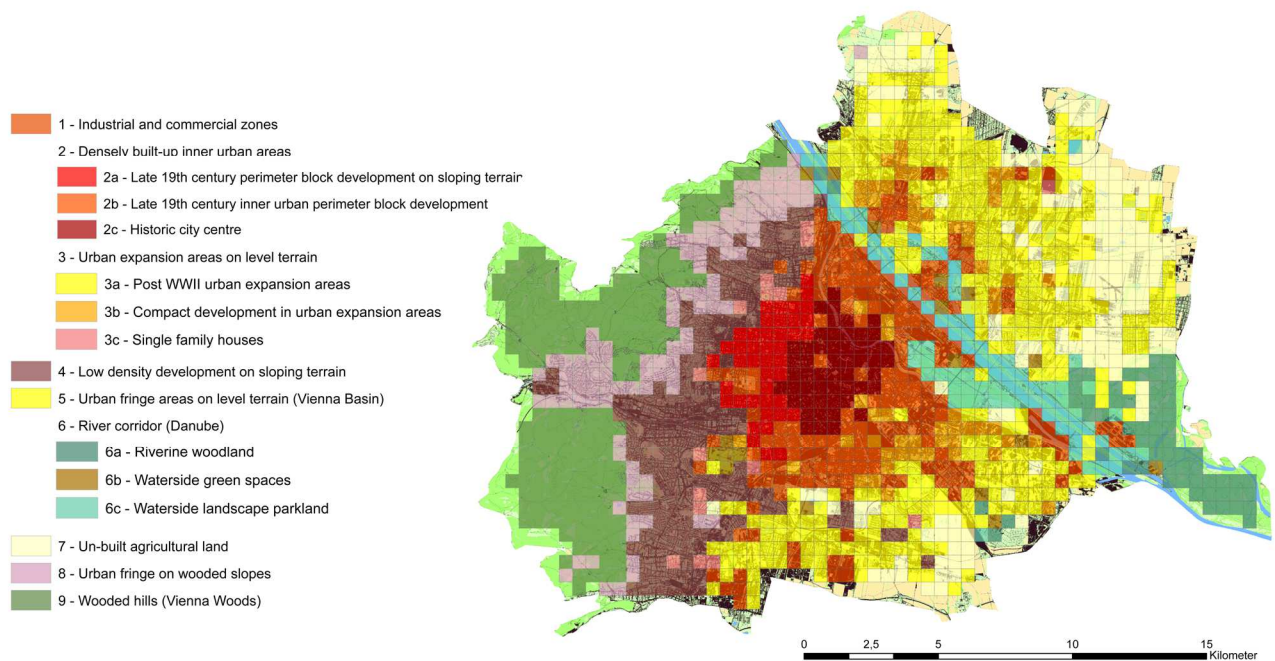 1 - Industrial and commercial zones
2 - Densely built-up inner urban areas
2a - Late 19th century perimeter block development on sloping terrain
2b - Late 19th century inner urban perimeter block development
2c - Historic city centre
3 - Urban expansion areas on level terrain
3a - Post WWII urban expansion areas
3b - Compact development in urban expansion areas
3c - Single family houses
4 - Low density development on sloping terrain
5 - Urban fringe areas on level terrain (Vienna Basin)
6 - River corridor (Danube)
6a - Riverine woodland
6b - Waterside green spaces
6c - Waterside landscape parkland
7 - Un-built agricultural land
8 - Urban fringe on wooded slopes
9 - Wooded hills (Vienna Woods)
0 2,5 5 10 15
Kilometer